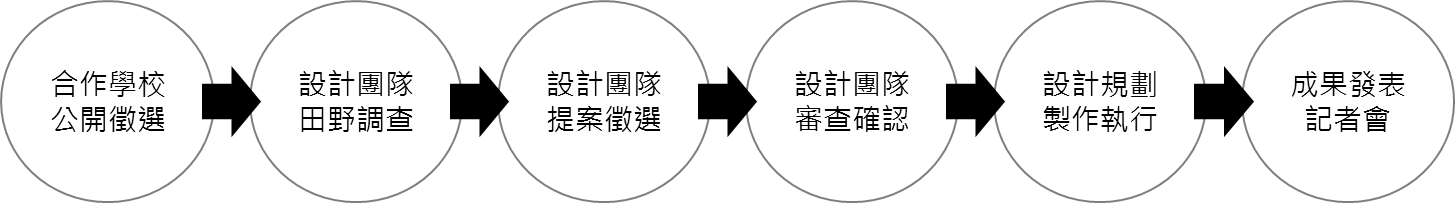 合作學校
公開徵選
設計團隊
田野調查
設計團隊
提案徵選
設計團隊
審查確認
設計規劃
製作執行
成果發表
記者會